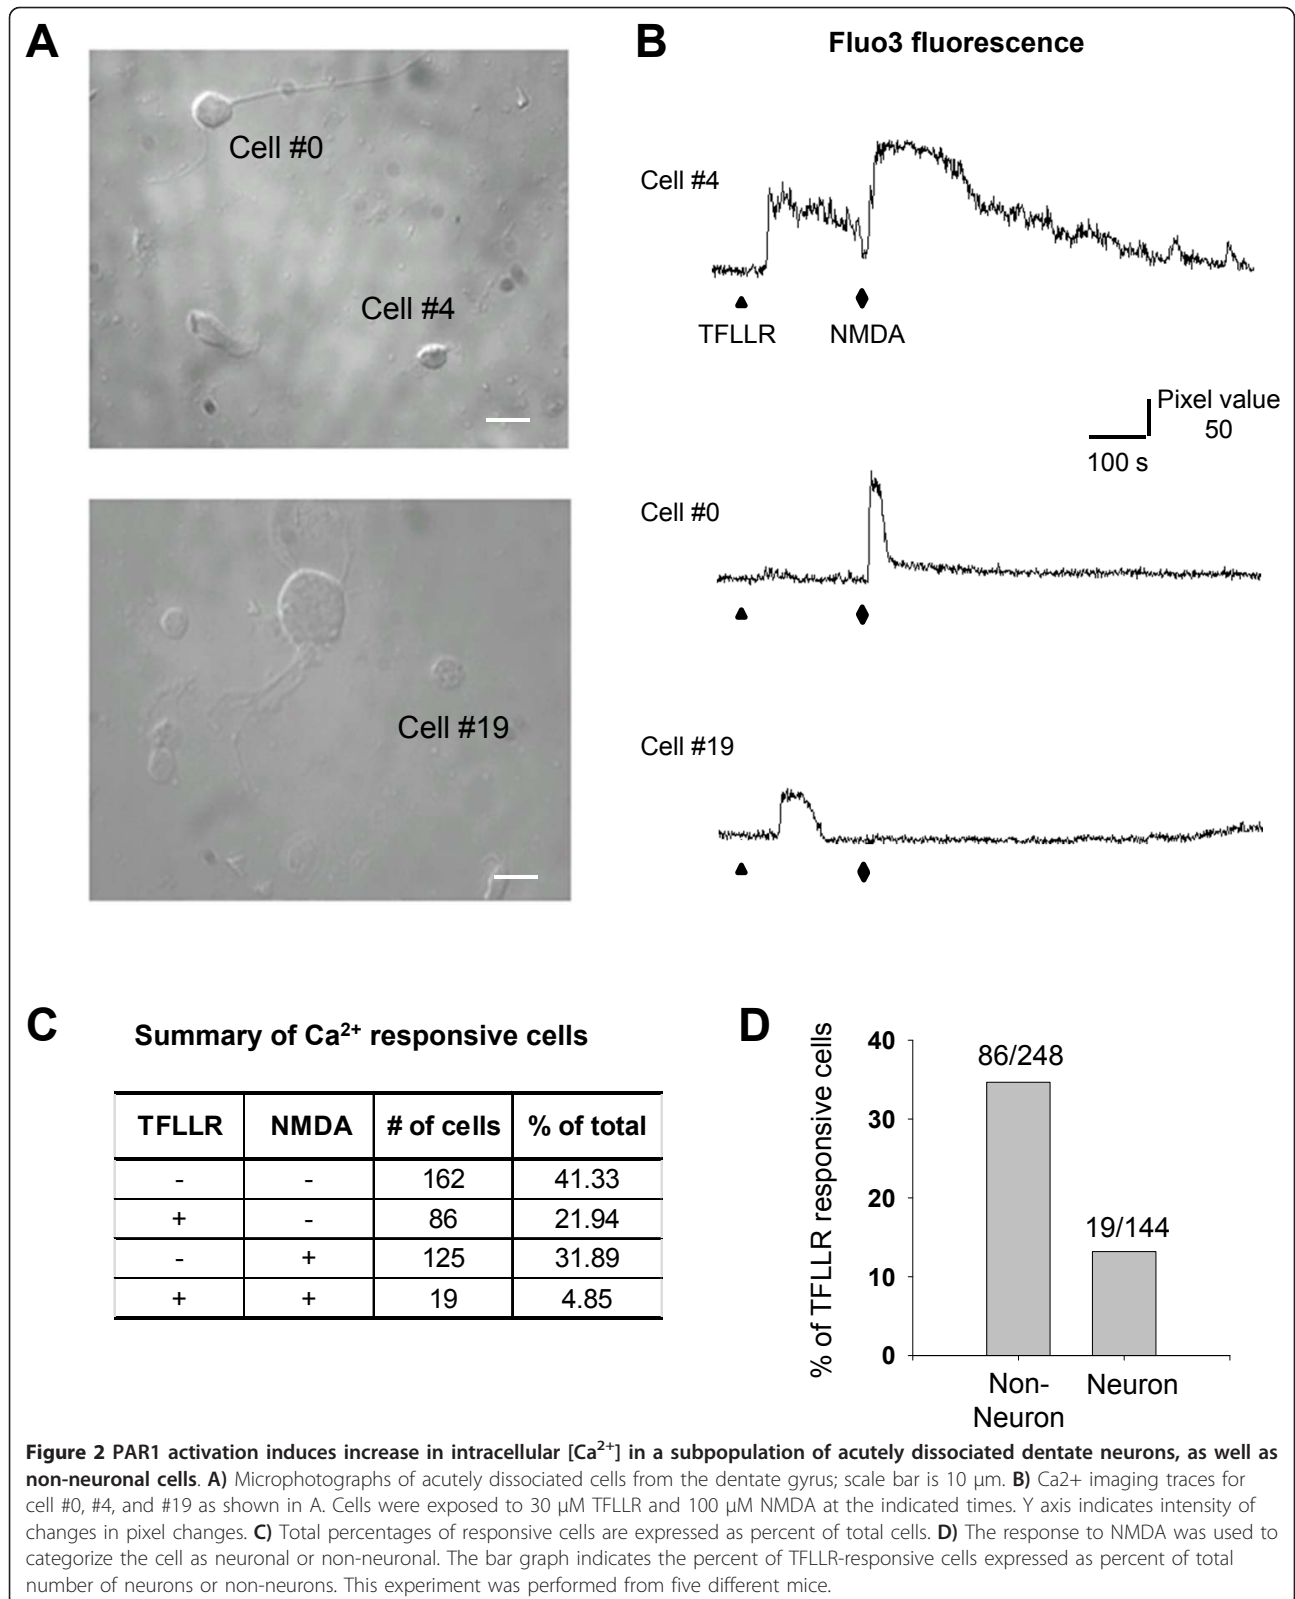 A
Cell #0
Cell #4
Cell #19
B
Fluo3 fluorescence
Cell #4
TFLLR NMDA
Pixel value
50
100 s
Cell #0
Cell #19
C
Summary of Ca²⁺ responsive cells
TFLLR NMDA # of cells % of total
- - 162 41.33
+ - 86 21.94
- + 125 31.89
+ + 19 4.85
D
% of TFLLR responsive cells
40
30
20
10
0
86/248
19/144
Non-
Neuron
Neuron
Figure 2 PAR1 activation induces increase in intracellular [Ca²⁺] in a subpopulation of acutely dissociated dentate neurons, as well as
non-neuronal cells. A) Microphotographs of acutely dissociated cells from the dentate gyrus; scale bar is 10 μm. B) Ca2+ imaging traces for
cell #0, #4, and #19 as shown in A. Cells were exposed to 30 μM TFLLR and 100 μM NMDA at the indicated times. Y axis indicates intensity of
changes in pixel changes. C) Total percentages of responsive cells are expressed as percent of total cells. D) The response to NMDA was used to
categorize the cell as neuronal or non-neuronal. The bar graph indicates the percent of TFLLR-responsive cells expressed as percent of total
number of neurons or non-neurons. This experiment was performed from five different mice.